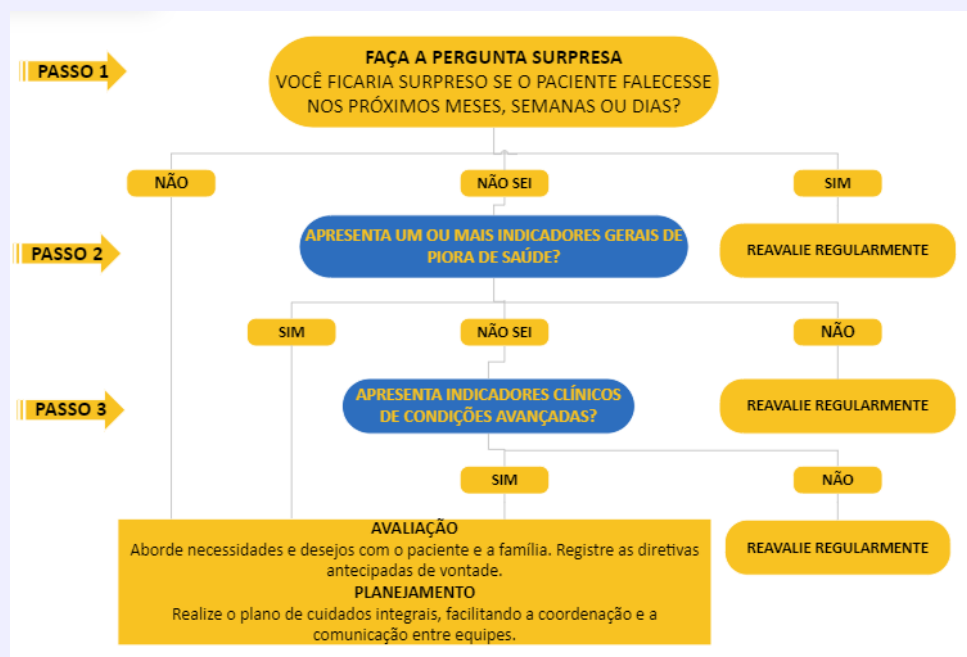 PASSO 1
FAÇA A PERGUNTA SURPRESA
VOCÊ FICARIA SURPRESO SE O PACIENTE FALECESSE
NOS PRÓXIMOS MESES, SEMANAS OU DIAS?
NÃO
NÃO SEI
SIM
PASSO 2
APRESENTA UM OU MAIS INDICADORES GERAIS DE
PIORA DE SAÚDE?
REAVALIE REGULARMENTE
SIM
NÃO SEI
NÃO
PASSO 3
APRESENTA INDICADORES CLÍNICOS
DE CONDIÇÕES AVANÇADAS?
REAVALIE REGULARMENTE
SIM
NÃO
AVALIAÇÃO
Aborde necessidades e desejos com o paciente e a família. Registre as diretivas
antecipadas de vontade.
PLANEJAMENTO
Realize o plano de cuidados integrais, facilitando a coordenação e a
comunicação entre equipes.
REAVALIE REGULARMENTE